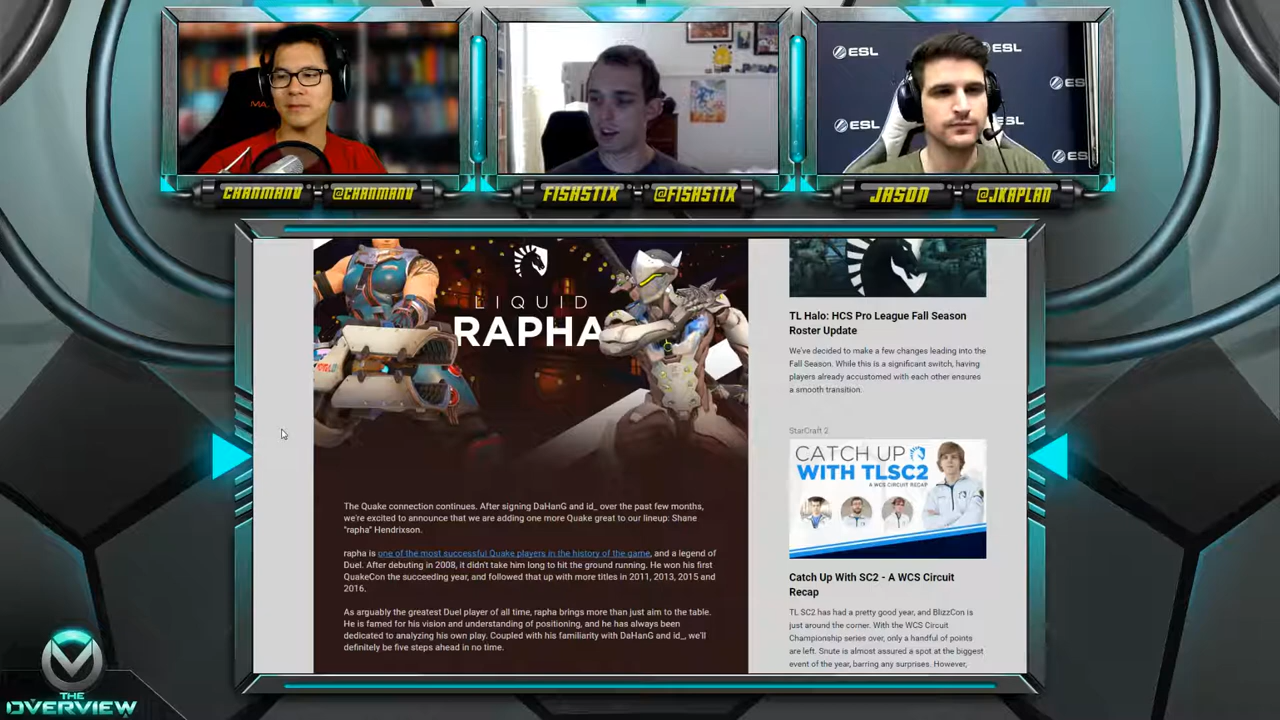 ESL
ESL
ESL
ESL
ESL
CHANMANV @CHANMANV
FISHSTIX @FISHSTIX
JASON @JKAPLAN
LIQUID
RAPHA
The Quake connection continues. After signing DaHanG and id_ over the past few months,
we're excited to announce that we are adding one more Quake great to our lineup: Shane
"rapha" Hendrixson.
rapha is one of the most successful Quake players in the history of the game, and a legend of
Duel. After debuting in 2008, it didn't take him long to hit the ground running. He won his first
QuakeCon the succeeding year, and followed that up with more titles in 2011, 2013, 2015 and
2016.
As arguably the greatest Duel player of all time, rapha brings more than just aim to the table.
He is famed for his vision and understanding of positioning, and he has always been
dedicated to analyzing his own play. Coupled with his familiarity with DaHanG and id_, we'll
definitely be five steps ahead in no time.
TL Halo: HCS Pro League Fall Season
Roster Update
We've decided to make a few changes leading into the
Fall Season. While this is a significant switch, having
players already accustomed with each other ensures
a smooth transition.
StarCraft 2
CATCH UP
WITH TLSC2
A WCS CIRCUIT RECAP
Catch Up With SC2 - A WCS Circuit
Recap
TL SC2 has had a pretty good year, and BlizzCon is
just around the corner. With the WCS Circuit
Championship series over, only a handful of points
are left. Snute is almost assured a spot at the biggest
event of the year, barring any surprises. However,
THE
OVERVIEW